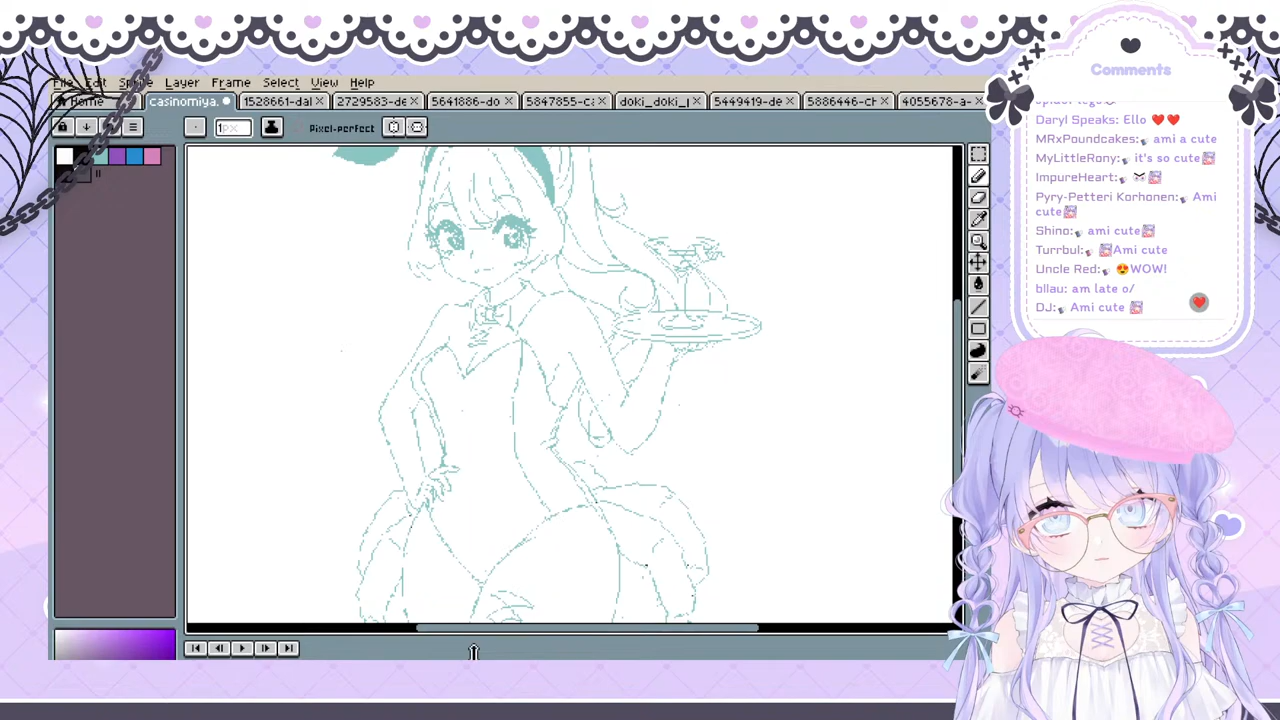 File Edit Sprite Layer Frame Select View Help
Home casinomiya. 1528661-dal 2729583-de 5641886-do 5847855-c doki_doki_ 5449419-de 5886446-ch 4055678-a-
1px Pixel-perfect
Comments
Daryl Speaks: Ello ❤️❤️
MRxPoundcakes: ami a cute
MyLittleRony: it's so cute
ImpureHeart:
Pyry-Petteri Korhonen: Ami
cute
Shino: ami cute
Turrbul: Ami cute
Uncle Red: 😍WOW!
bllau: am late o/
DJ: Ami cute